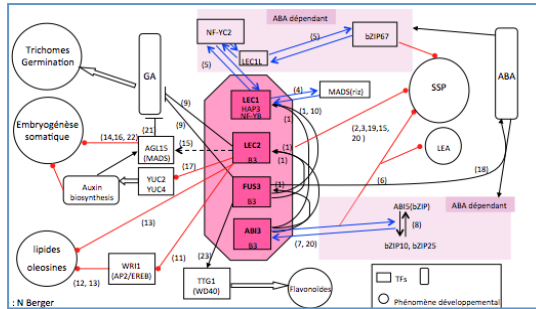 NF-YC2
ABA dépendant
(5)
bZIP67
LEC1L
(5)
Trichomes
Germination
GA
LEC1
HAP3
NF-YB
(4)
MADS(riz)
(1, 10)
(1)
SSP
ABA
(9)
(9)
Embryogénèse
somatique
(14,16, 22)
(21)
AGL15
(MADS)
(15)
LEC2
B3
(1)
(1)
(2,3,19,15,
20 )
LEA
(17)
YUC2
YUC4
Auxin
biosynthesis
FUS3
B3
(1)
(6)
(18)
(13)
ABI3
B3
(7, 20)
ABI5(bZIP)
(8)
bZIP10, bZIP25
ABA dépendant
lipides
oleosines
(12, 13)
WRI1
(AP2/EREB)
(11)
(23)
TTG1
(WD40)
Flavonoïdes
TFs
Phénomène développemental
: N Berger